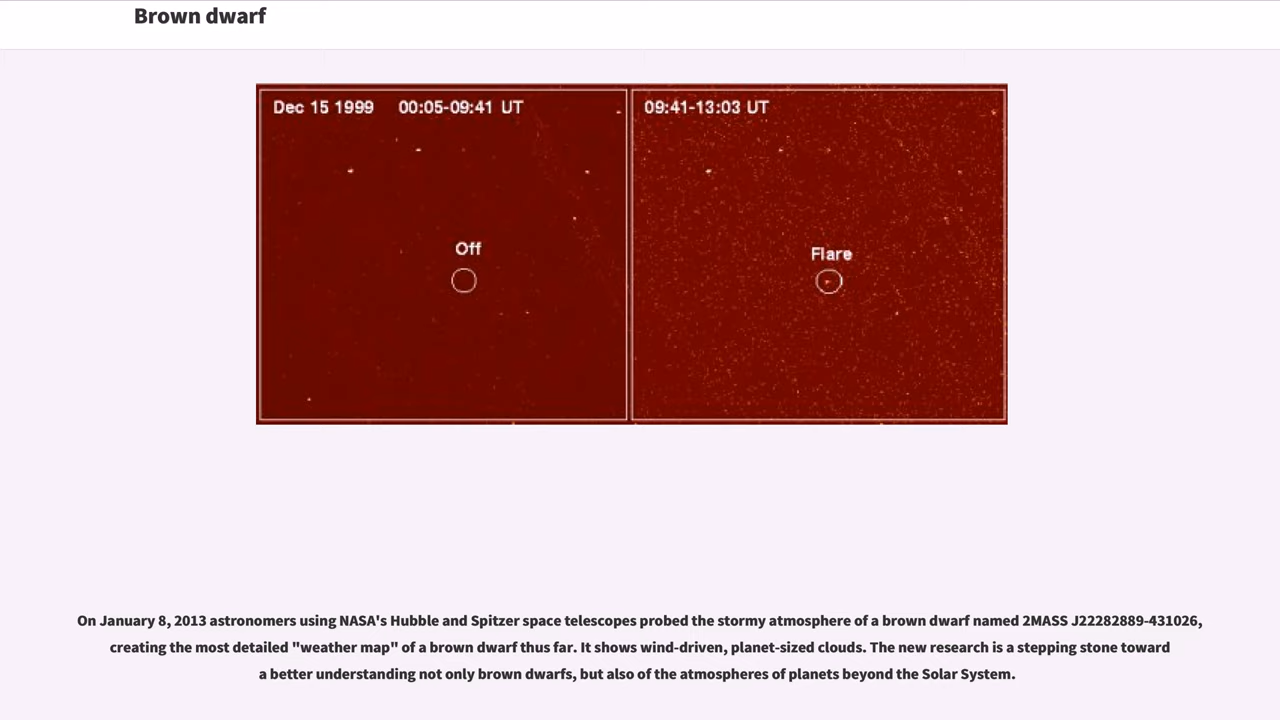 Brown dwarf
Dec 15 1999 00:05-09:41 UT
09:41-13:03 UT
Off
Flare
On January 8, 2013 astronomers using NASA's Hubble and Spitzer space telescopes probed the stormy atmosphere of a brown dwarf named 2MASS J22282889-431026,
creating the most detailed "weather map" of a brown dwarf thus far. It shows wind-driven, planet-sized clouds. The new research is a stepping stone toward
a better understanding not only brown dwarfs, but also of the atmospheres of planets beyond the Solar System.